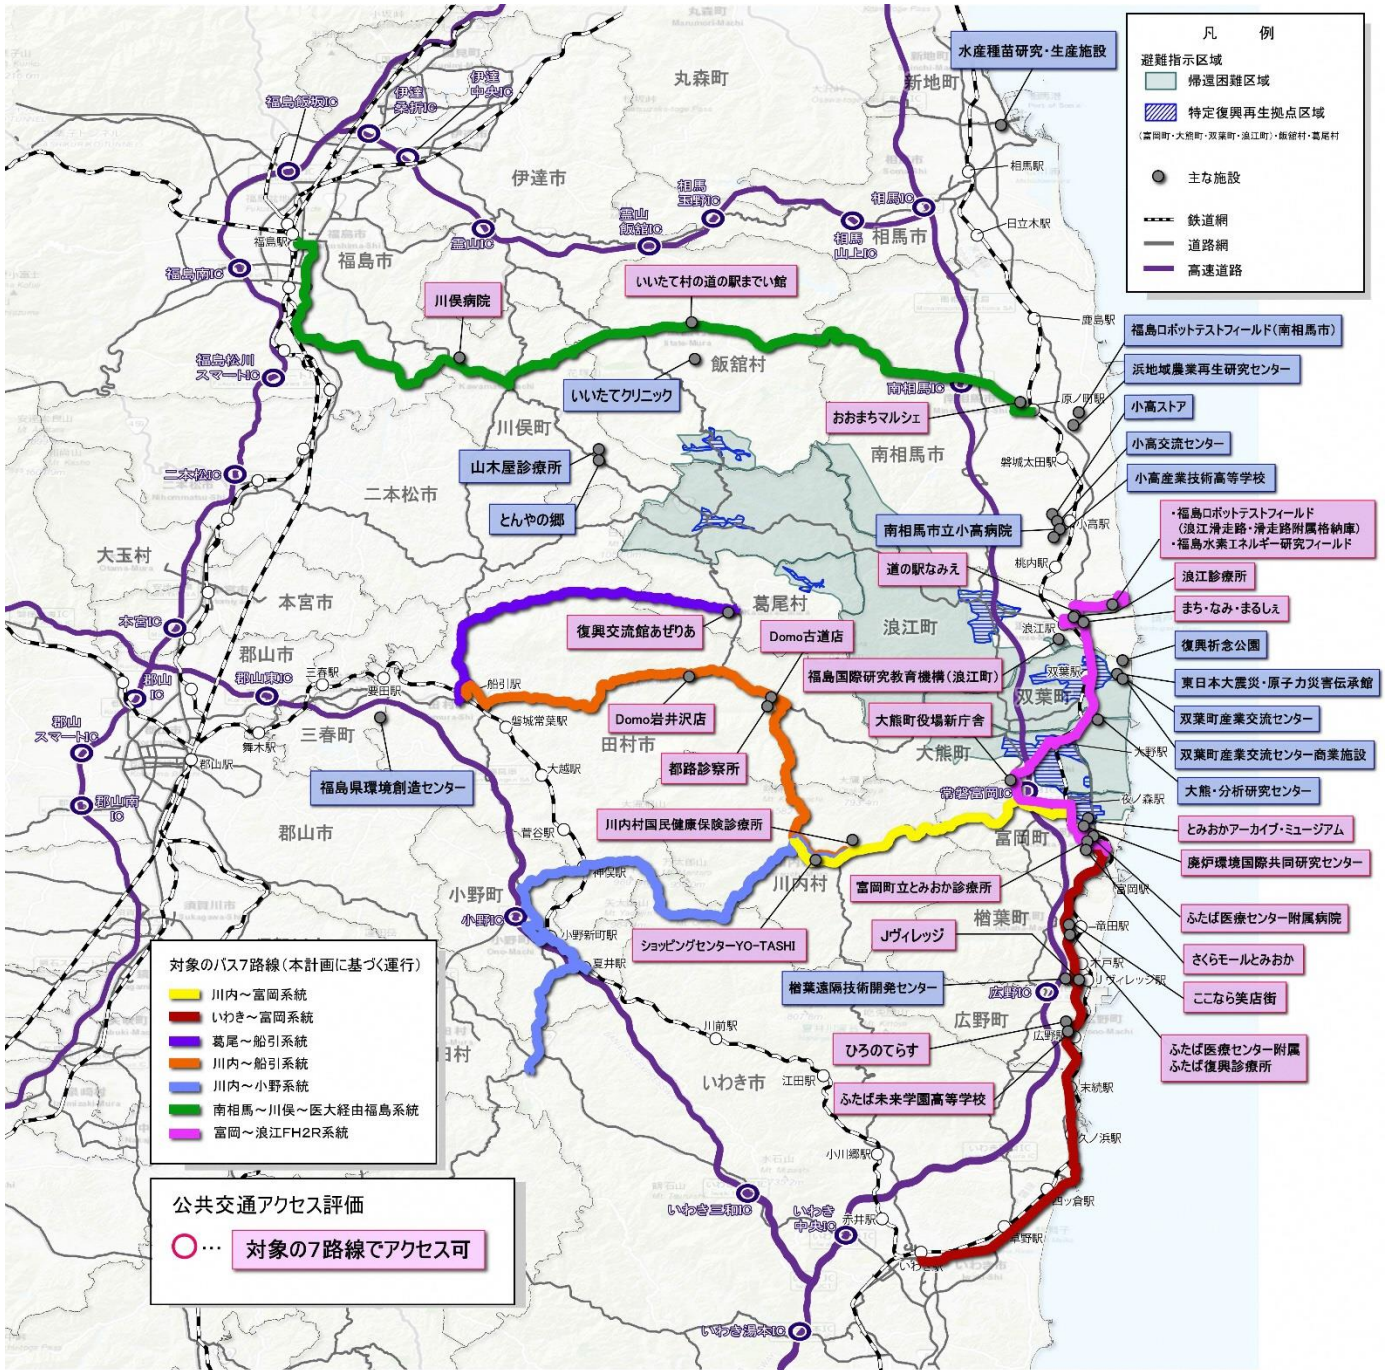 凡 例
避難指示区域
帰還困難区域
特定復興再生拠点区域
(富岡町・大熊町・双葉町・浪江町)・飯舘村・葛尾村
主な施設
鉄道網
道路網
高速道路
水産種苗研究・生産施設
丸森町
新地町
伊達桑折IC
伊達中央IC
福島飯坂IC
伊達市
相馬駅
相馬玉野IC
相馬IC
霊山飯舘IC
霊山IC
相馬山上IC
相馬市
日立木駅
福島駅
福島市
福島南IC
川俣病院
いいたて村の道の駅までい館
鹿島駅
福島ロボットテストフィールド(南相馬市)
福島松川スマートIC
飯舘村
浜地域農業再生研究センター
いいたてクリニック
南相馬IC
原ノ町駅
おおまちマルシェ
小高ストア
川俣町
南相馬市
小高交流センター
二本松IC
山木屋診療所
磐城太田駅
小高産業技術高等学校
二本松市
とんやの郷
南相馬市立小高病院
小高駅
・福島ロボットテストフィールド
(浪江滑走路・滑走路附属格納庫)
・福島水素エネルギー研究フィールド
大玉村
桃内駅
道の駅なみえ
浪江診療所
本宮市
葛尾村
まち・なみ・まるしぇ
本宮IC
復興交流館あぜりあ
浪江町
浪江駅
Domo古道店
復興祈念公園
郡山市
福島国際研究教育機構(浪江町)
双葉駅
東日本大震災・原子力災害伝承館
郡山東IC
三春駅
要田駅
船引駅
双葉町
郡山IC
Domo岩井沢店
大熊町役場新庁舎
双葉町産業交流センター
磐城常葉駅
郡山スマートIC
舞木駅
三春町
田村市
大熊町
大野駅
双葉町産業交流センター商業施設
郡山駅
都路診察所
大越駅
福島県環境創造センター
大熊・分析研究センター
郡山南IC
常磐富岡IC
夜ノ森駅
川内村国民健康保険診療所
とみおかアーカイブ・ミュージアム
郡山市
菅谷駅
富岡町
廃炉環境国際共同研究センター
神俣駅
川内村
富岡町立とみおか診療所
富岡駅
小野町
小野IC
ふたば医療センター附属病院
楢葉町
竜田駅
小野新町駅
ショッピングセンターYO-TASHI
Jヴィレッジ
さくらモールとみおか
夏井駅
木戸駅
Jヴィレッジ駅
楢葉遠隔技術開発センター
広野IC
ここなら笑店街
川前駅
広野町
広野駅
ひろのてらす
ふたば医療センター附属
ふたば復興診療所
いわき市
江田駅
ふたば未来学園高等学校
末続駅
久ノ浜駅
小川郷駅
四ッ倉駅
いわき三和IC
いわき中央IC
赤井駅
草野駅
いわき駅
いわき湯本IC
対象のバス7路線(本計画に基づく運行)
川内～富岡系統
いわき～富岡系統
葛尾～船引系統
川内～船引系統
川内～小野系統
南相馬～川俣～医大経由福島系統
富岡～浪江FH2R系統
公共交通アクセス評価
… 対象の7路線でアクセス可